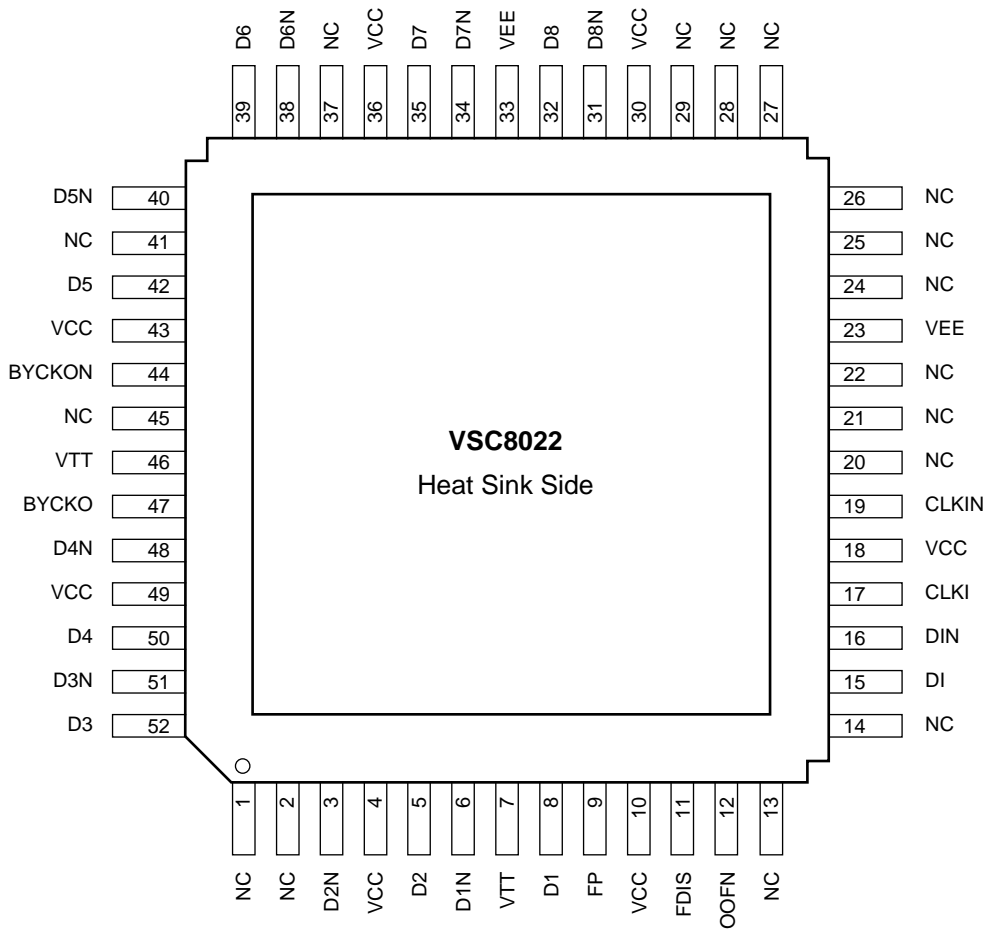 D6 D6N NC VCC D7 D7N VEE D8 D8N VCC NC NC NC
39 38 37 36 35 34 33 32 31 30 29 28 27
D5N 40 26 NC
NC 41 25 NC
D5 42 24 NC
VCC 43 23 VEE
BYCKON 44 22 NC
NC 45 21 NC
VSC8022
VTT 46 20 NC
Heat Sink Side
BYCKO 47 19 CLKIN
D4N 48 18 VCC
VCC 49 17 CLKI
D4 50 16 DIN
D3N 51 15 DI
D3 52 14 NC
1 2 3 4 5 6 7 8 9 10 11 12 13
NC NC D2N VCC D2 D1N VTT D1 FP VCC FDIS OOFN NC